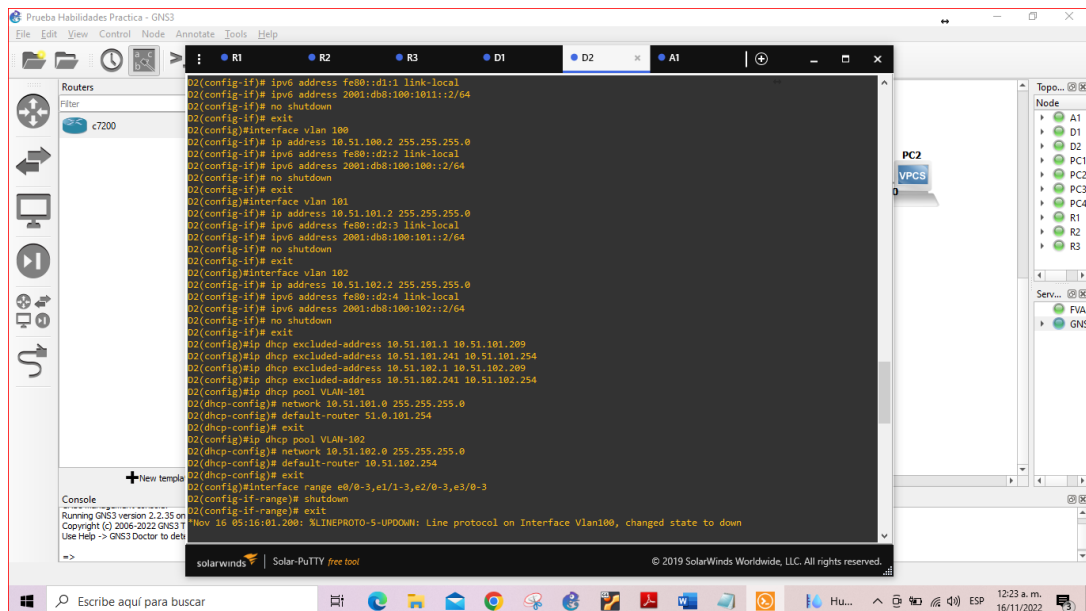 Prueba Habilidades Practica - GNS3
File Edit View Control Node Annotate Tools Help
R1 R2 R3 D1 D2 × A1
Routers
Filter
c7200
New templa
D2(config-if)# ipv6 address fe80::d1:1 link-local
D2(config-if)# ipv6 address 2001:db8:100:1011::2/64
D2(config-if)# no shutdown
D2(config-if)# exit
D2(config)#interface vlan 100
D2(config-if)# ip address 10.51.100.2 255.255.255.0
D2(config-if)# ipv6 address fe80::d2:2 link-local
D2(config-if)# ipv6 address 2001:db8:100:100::2/64
D2(config-if)# no shutdown
D2(config-if)# exit
D2(config)#interface vlan 101
D2(config-if)# ip address 10.51.101.2 255.255.255.0
D2(config-if)# ipv6 address fe80::d2:3 link-local
D2(config-if)# ipv6 address 2001:db8:100:101::2/64
D2(config-if)# no shutdown
D2(config-if)# exit
D2(config)#interface vlan 102
D2(config-if)# ip address 10.51.102.2 255.255.255.0
D2(config-if)# ipv6 address fe80::d2:4 link-local
D2(config-if)# ipv6 address 2001:db8:100:102::2/64
D2(config-if)# no shutdown
D2(config-if)# exit
D2(config)#ip dhcp excluded-address 10.51.101.1 10.51.101.209
D2(config)#ip dhcp excluded-address 10.51.101.241 10.51.101.254
D2(config)#ip dhcp excluded-address 10.51.102.1 10.51.102.209
D2(config)#ip dhcp excluded-address 10.51.102.241 10.51.102.254
D2(config)#ip dhcp pool VLAN-101
D2(dhcp-config)# network 10.51.101.0 255.255.255.0
D2(dhcp-config)# default-router 51.0.101.254
D2(dhcp-config)# exit
D2(config)#ip dhcp pool VLAN-102
D2(dhcp-config)# network 10.51.102.0 255.255.255.0
D2(dhcp-config)# default-router 10.51.102.254
D2(dhcp-config)# exit
D2(config)#interface range e0/0-3,e1/1-3,e2/0-3,e3/0-3
D2(config-if-range)# shutdown
D2(config-if-range)# exit
*Nov 16 05:16:01.200: %LINEPROTO-5-UPDOWN: Line protocol on Interface Vlan100, changed state to down
solarwinds Solar-PuTTY free tool © 2019 SolarWinds Worldwide, LLC. All rights reserved.
PC2
VPCS
Topo...
Node
A1
D1
D2
PC1
PC2
PC3
PC4
R1
R2
R3
Serv...
FVA
GNS
Console
Running GNS3 version 2.2.35 on
Copyright (c) 2006-2022 GNS3 T
Use Help -> GNS3 Doctor to dete
=>
Escribe aquí para buscar
Hu... ESP 12:23 a. m.
16/11/2022